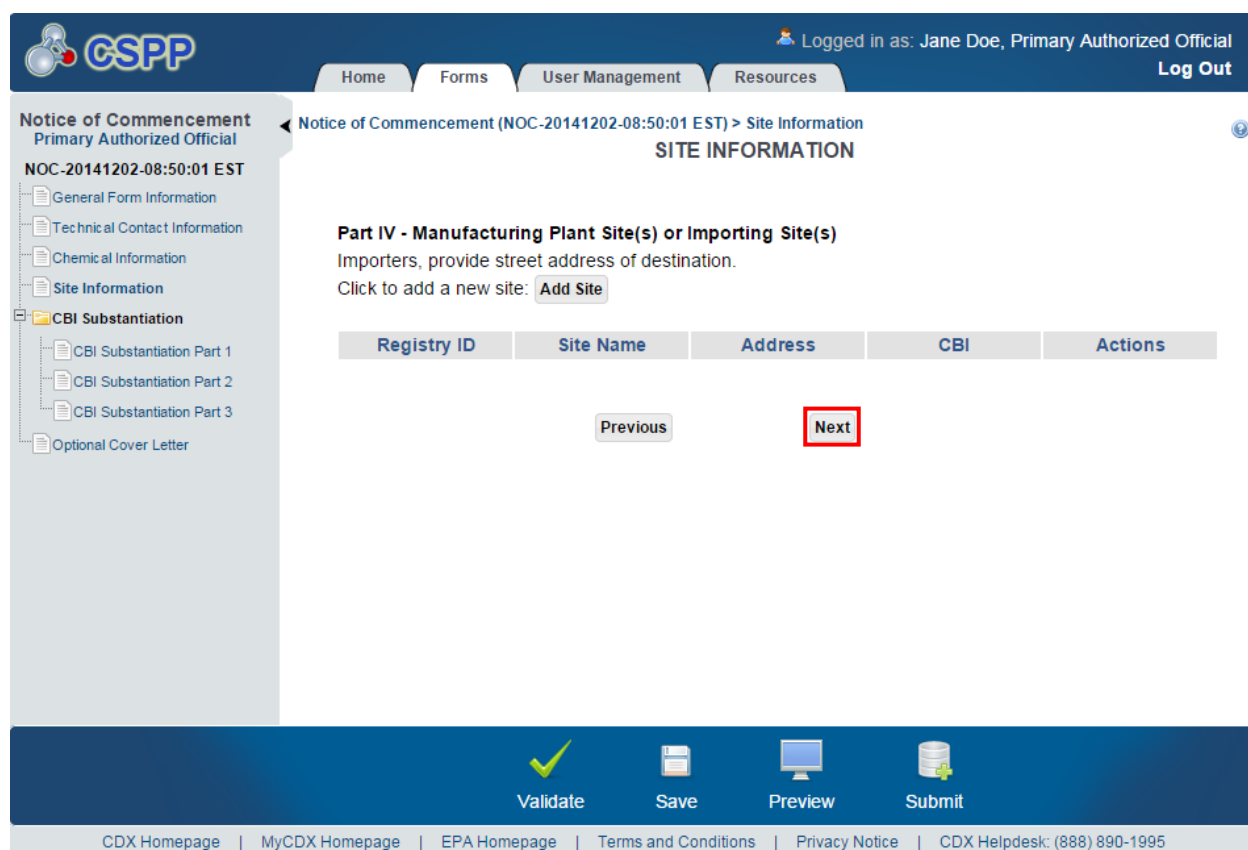 CSPP
Logged in as: Jane Doe, Primary Authorized Official
Log Out
Home Forms User Management Resources
Notice of Commencement
Primary Authorized Official
NOC-20141202-08:50:01 EST
General Form Information
Technical Contact Information
Chemical Information
Site Information
CBI Substantiation
CBI Substantiation Part 1
CBI Substantiation Part 2
CBI Substantiation Part 3
Optional Cover Letter
Notice of Commencement (NOC-20141202-08:50:01 EST) > Site Information
SITE INFORMATION
Part IV - Manufacturing Plant Site(s) or Importing Site(s)
Importers, provide street address of destination.
Click to add a new site: Add Site
Registry ID Site Name Address CBI Actions
Previous Next
Validate Save Preview Submit
CDX Homepage | MyCDX Homepage | EPA Homepage | Terms and Conditions | Privacy Notice | CDX Helpdesk: (888) 890-1995